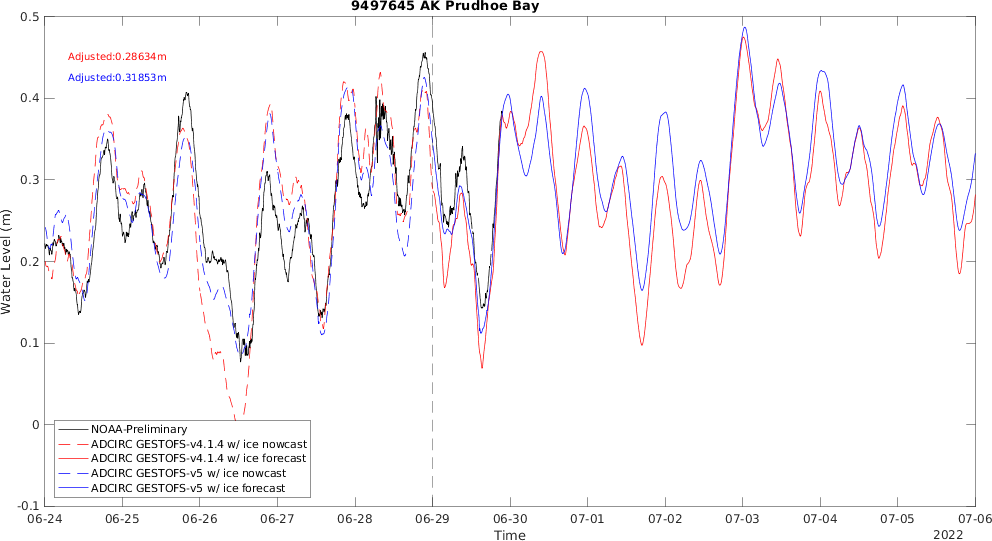 9497645 AK Prudhoe Bay
0.5
0.4
0.3
0.2
0.1
0
-0.1
Water Level (m)
Adjusted:0.28634m
Adjusted:0.31853m
NOAA-Preliminary
ADCIRC GESTOFS-v4.1.4 w/ ice nowcast
ADCIRC GESTOFS-v4.1.4 w/ ice forecast
ADCIRC GESTOFS-v5 w/ ice nowcast
ADCIRC GESTOFS-v5 w/ ice forecast
06-24 06-25 06-26 06-27 06-28 06-29 06-30 07-01 07-02 07-03 07-04 07-05 07-06
Time
2022